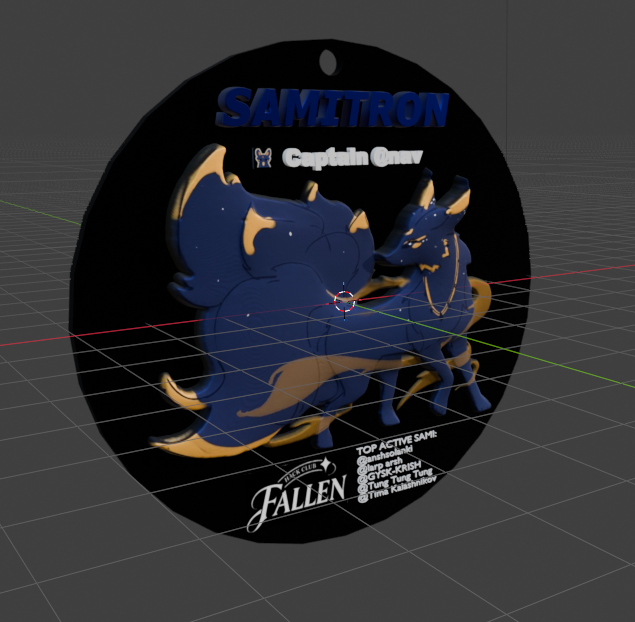 SAMITRON
Captain @nav
TOP ACTIVE SAMI:
@anshsolanki
@larp arsh
@GYSK-KRISH
@Tung Tung Tung
@Tima Kalashnikov
HACK CLUB
FALLEN